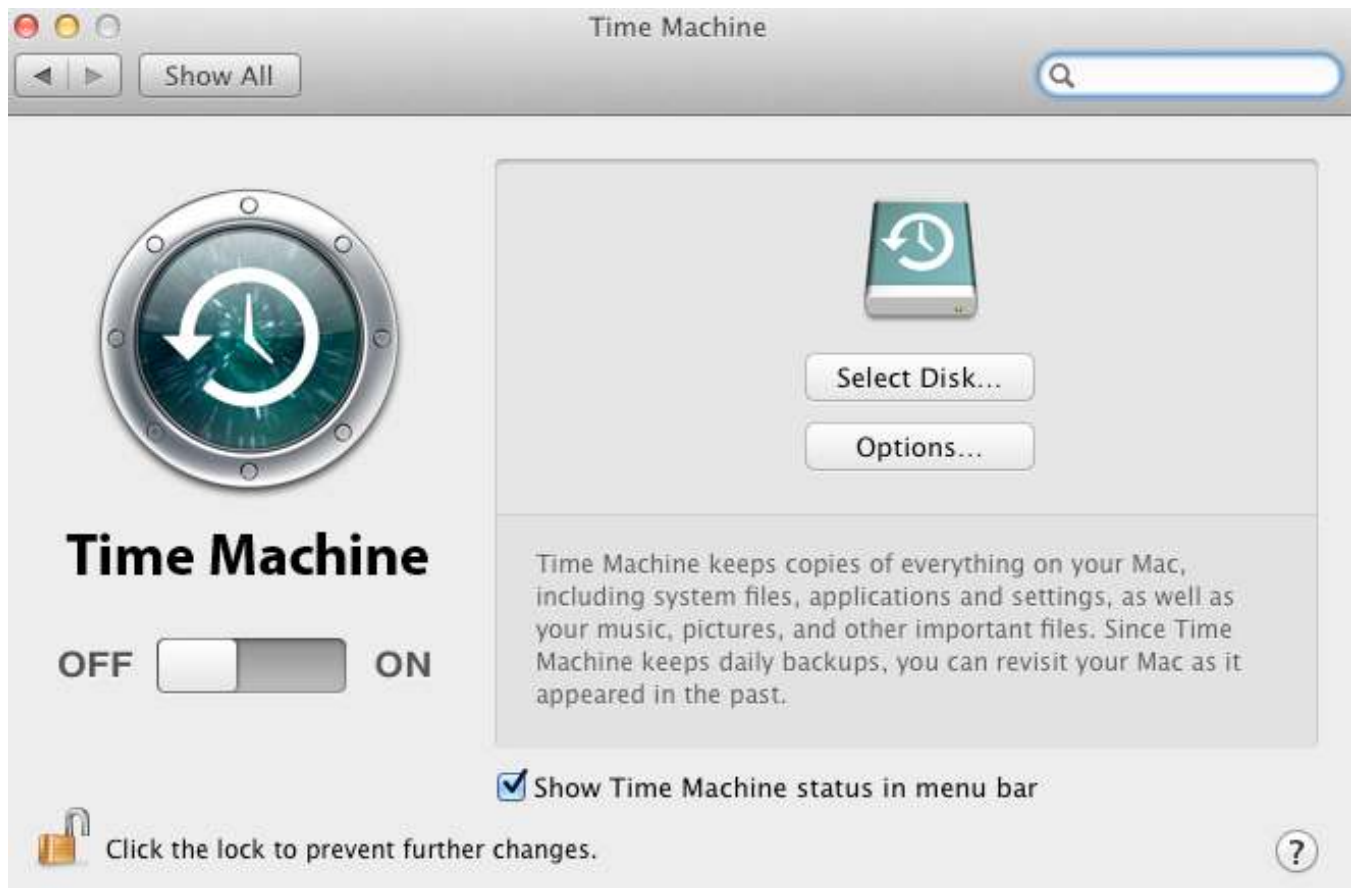 Time Machine
Show All
Select Disk...
Options...
Time Machine
OFF ON
Time Machine keeps copies of everything on your Mac,
including system files, applications and settings, as well as
your music, pictures, and other important files. Since Time
Machine keeps daily backups, you can revisit your Mac as it
appeared in the past.
Show Time Machine status in menu bar
Click the lock to prevent further changes.
?